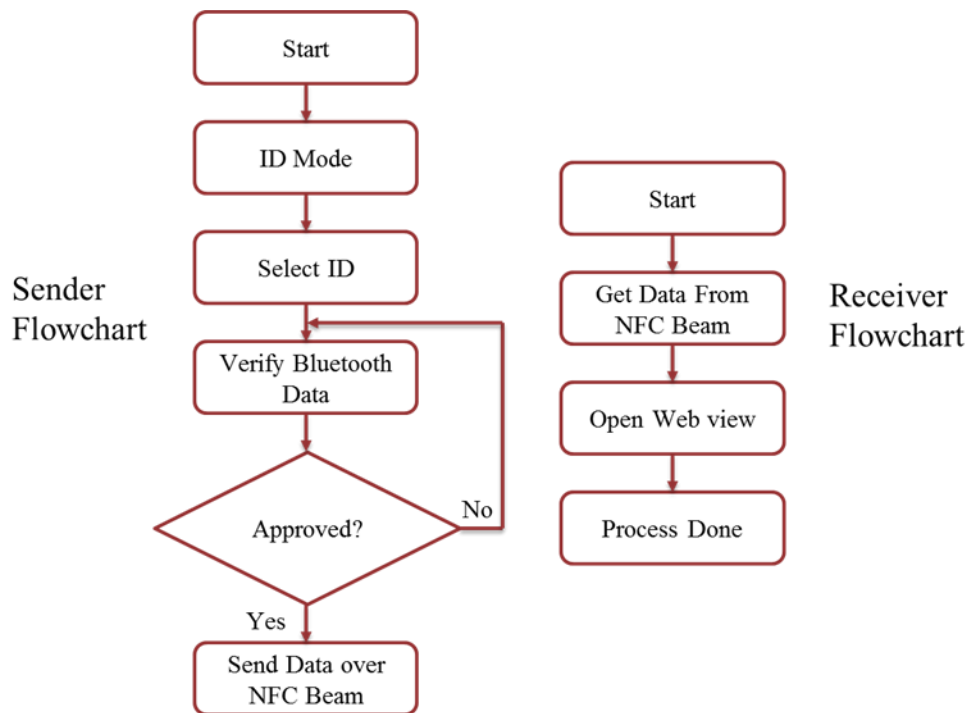 Sender
Flowchart
Start
ID Mode
Select ID
Verify Bluetooth
Data
Approved?
No
Yes
Send Data over
NFC Beam
Start
Get Data From
NFC Beam
Open Web view
Process Done
Receiver
Flowchart